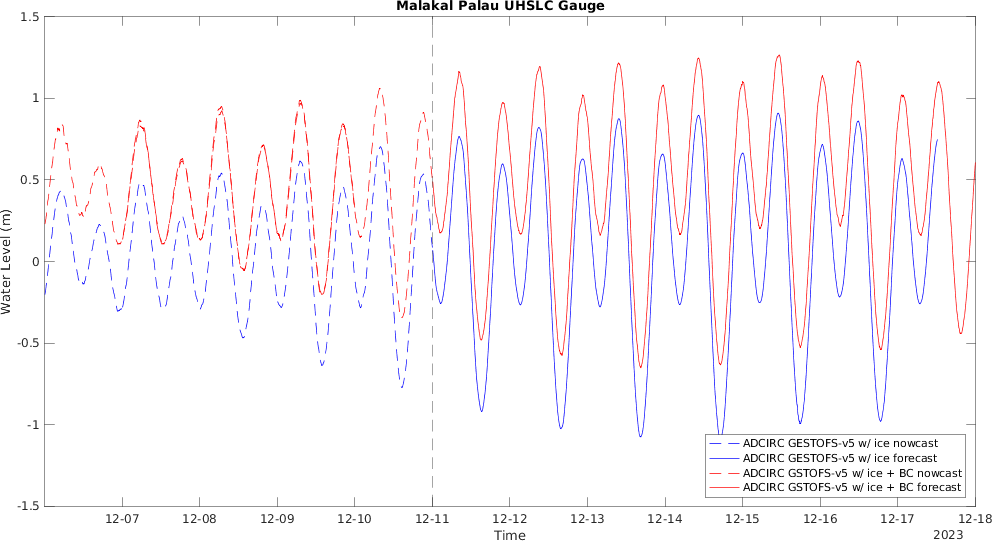 Malakal Palau UHSLC Gauge
1.5
1
0.5
0
-0.5
-1
-1.5
Water Level (m)
12-07 12-08 12-09 12-10 12-11 12-12 12-13 12-14 12-15 12-16 12-17 12-18
Time
2023
ADCIRC GESTOFS-v5 w/ ice nowcast
ADCIRC GESTOFS-v5 w/ ice forecast
ADCIRC GSTOFS-v5 w/ ice + BC nowcast
ADCIRC GSTOFS-v5 w/ ice + BC forecast